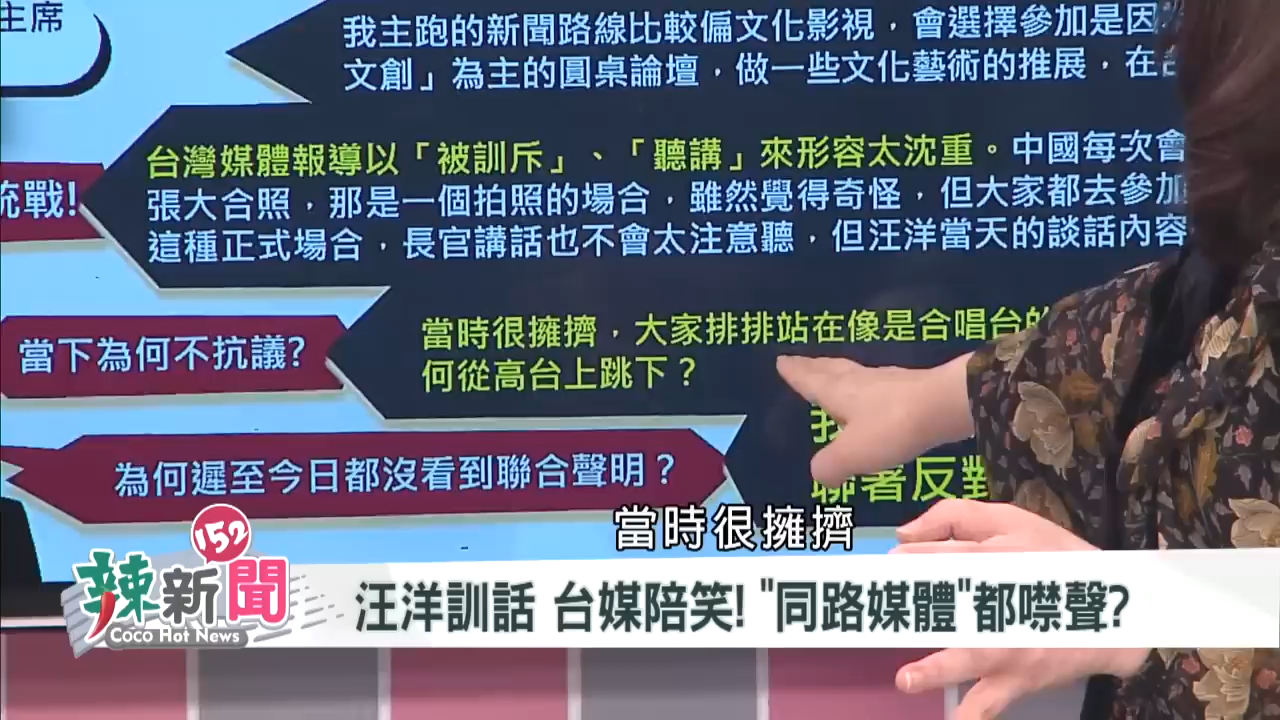 主席
我主跑的新聞路線比較偏文化影視，會選擇參加是因
文創」為主的圓桌論壇，做一些文化藝術的推展，在
台灣媒體報導以「被訓斥」、「聽講」來形容太沈重。中國每次會
統戰!
張大合照，那是一個拍照的場合，雖然覺得奇怪，但大家都去參加
這種正式場合，長官講話也不會太注意聽，但汪洋當天的談話內容
當下為何不抗議?
當時很擁擠，大家排排站在像是合唱台的
何從高台上跳下？
為何遲至今日都沒看到聯合聲明？
我
聯署反對
當時很擁擠
152
辣新聞
Coco Hot News
汪洋訓話 台媒陪笑! "同路媒體"都噤聲?